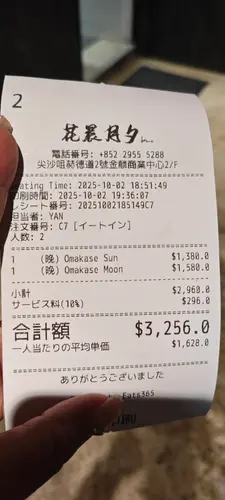 2
花晨月夕
電話番号: +852 2955 5288
尖沙咀赫德道2號金麟商業中心2/F
ating Time: 2025-10-02 18:51:49
印刷時間: 2025-10-02 19:36:07
レシート番号: 20251002185149C7
担当者: YAN
注文番号: C7 [イートイン]
人数: 2
1 (晩) Omakase Sun $1,380.0
1 (晩) Omakase Moon $1,580.0
小計 $2,960.0
サービス料(10%) $296.0
合計額 $3,256.0
一人当たりの平均単価 $1,628.0
ありがとうございました
Eats365